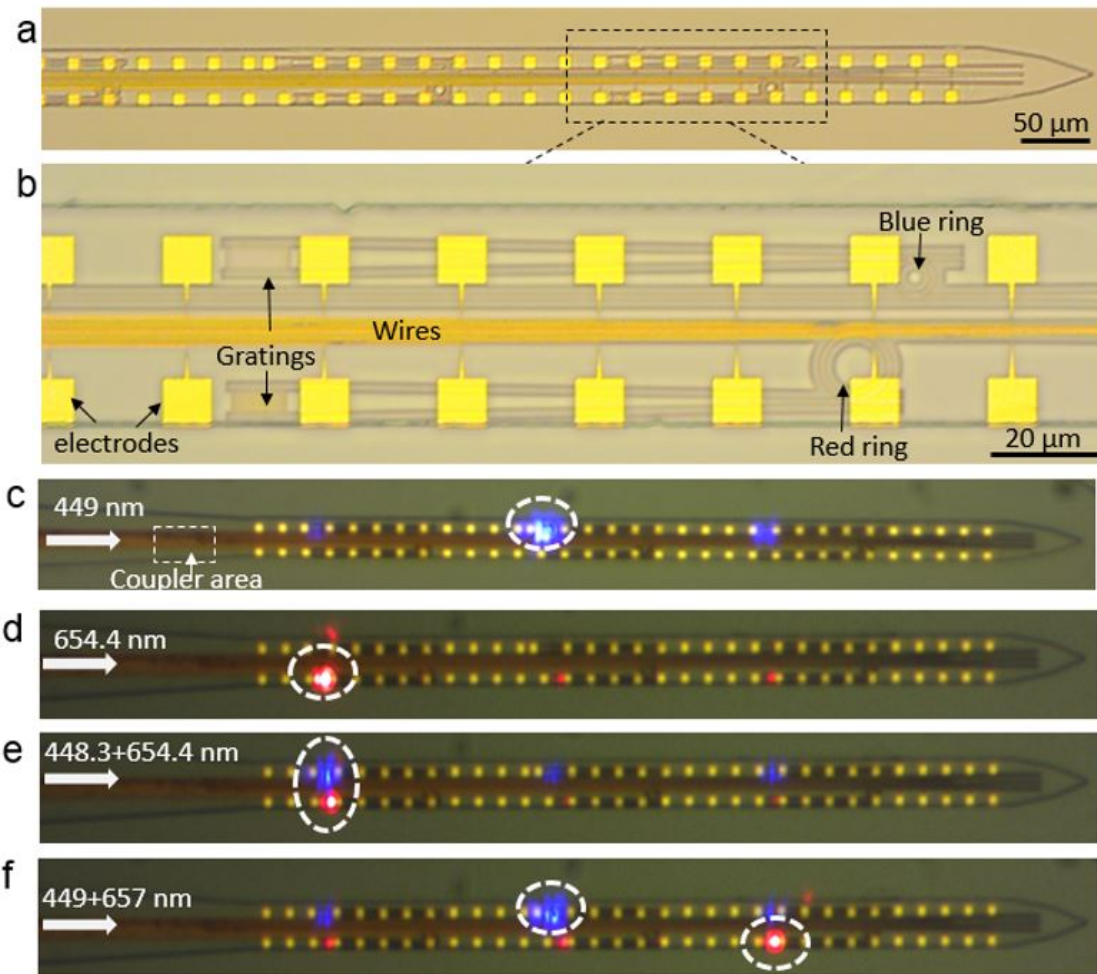 a
50 µm
b
Blue ring
Wires
Gratings
electrodes
Red ring
20 µm
c
449 nm
Coupler area
d
654.4 nm
e
448.3+654.4 nm
f
449+657 nm